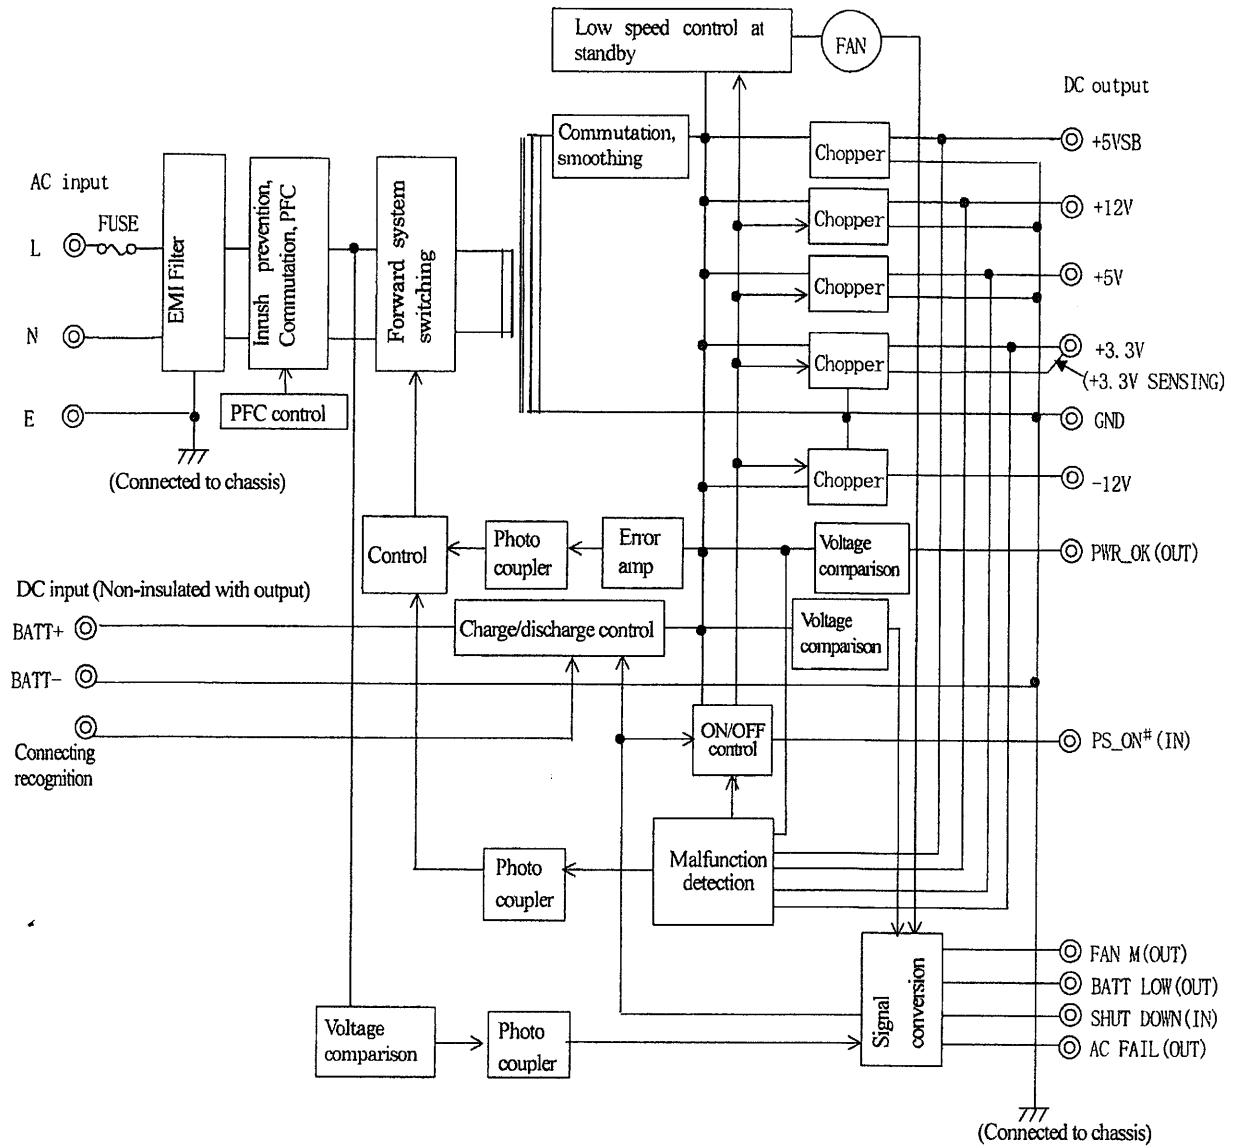 Low speed control at
standby
FAN
DC output
Commutation,
smoothing
Chopper
+5VSB
AC input
FUSE
L
EMI Filter
Inrush prevention,
Commutation, PFC
Forward system
switching
Chopper
+12V
Chopper
+5V
N
Chopper
+3.3V
(+3.3V SENSING)
E
PFC control
GND
(Connected to chassis)
Chopper
-12V
Control
Photo
coupler
Error
amp
Voltage
comparison
PWR_OK(OUT)
DC input (Non-insulated with output)
BATT+
Charge/discharge control
Voltage
comparison
BATT-
Connecting
recognition
ON/OFF
control
PS_ON#(IN)
Photo
coupler
Malfunction
detection
Signal
conversion
FAN M(OUT)
BATT LOW(OUT)
SHUT DOWN(IN)
AC FAIL(OUT)
Voltage
comparison
Photo
coupler
(Connected to chassis)